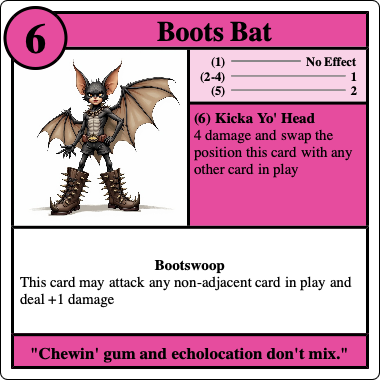 6
Boots Bat
(1) No Effect
(2-4) 1
(5) 2
(6) Kicka Yo' Head
4 damage and swap the
position this card with any
other card in play
Bootswoop
This card may attack any non-adjacent card in play and
deal +1 damage
"Chewin' gum and echolocation don't mix."